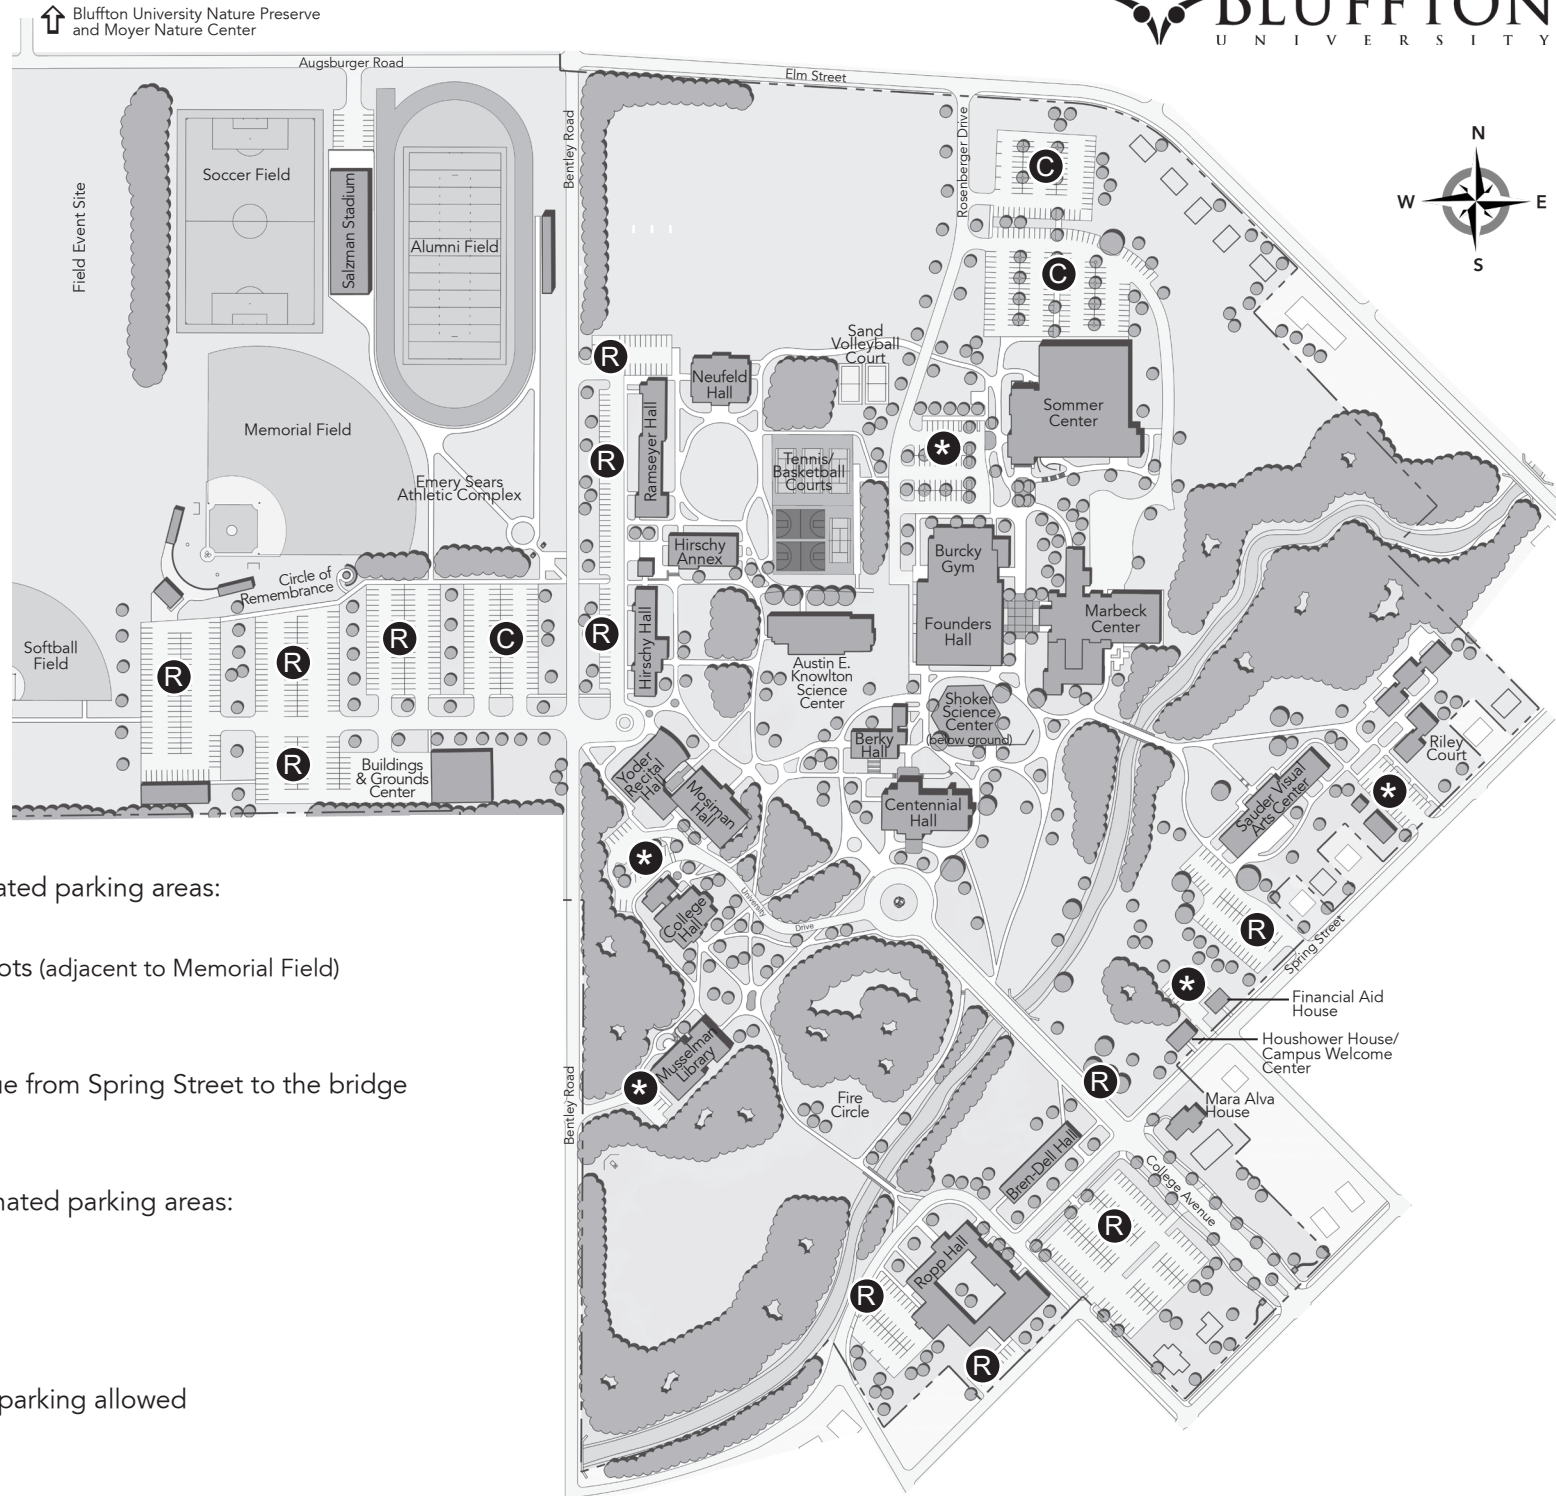 Bluffton University Nature Preserve
and Moyer Nature Center
BLUFFTON
UNIVERSITY
Augsburger Road
Elm Street
Bentley Road
Rosenberger Drive
N
W
E
S
C
C
Field Event Site
Soccer Field
Salzman Stadium
Alumni Field
Sand
Volleyball
Court
R
Neufeld
Hall
Ramseyer Hall
Sommer
Center
Memorial Field
R
*
Tennis/
Basketball
Courts
Emery Sears
Athletic Complex
Hirschy
Annex
Burcky
Gym
Circle of
Remembrance
Marbeck
Center
Founders
Hall
Hirschy Hall
Softball
Field
R
R
R
C
R
Austin E.
Knowlton
Science
Center
Shoker
Science
Center
(below ground)
Berky
Hall
Riley
Court
R
Buildings
& Grounds
Center
Yoder
Recital
Hall
Mosiman
Hall
Centennial
Hall
Sauder Visual
Arts Center
*
*
College
Hall
University
Drive
R
Spring Street
ated parking areas:
ots (adjacent to Memorial Field)
*
Financial Aid
House
Houshower House/
Campus Welcome
Center
Musselman
Library
*
R
ue from Spring Street to the bridge
Fire
Circle
Mara Alva
House
Bentley Road
Bren-Dell Hall
College Avenue
nated parking areas:
R
Ropp Hall
R
R
parking allowed